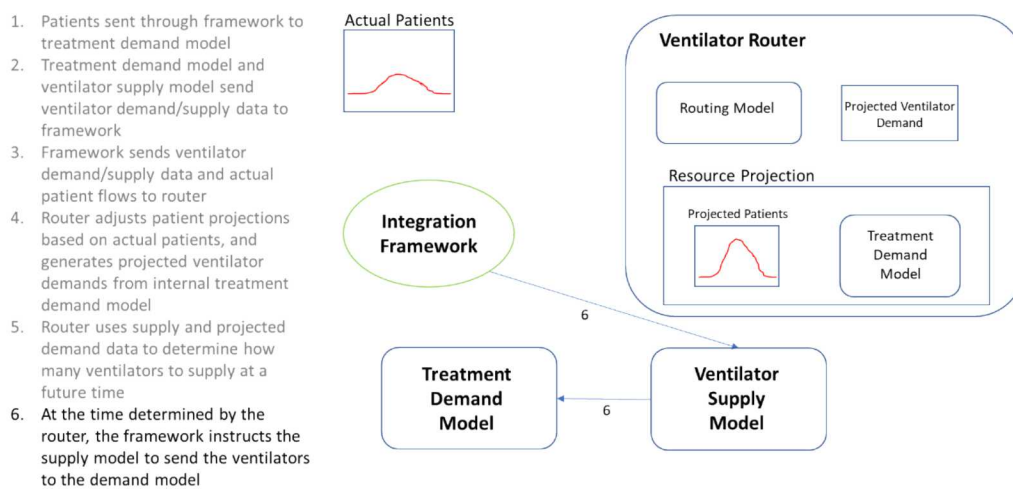 1. Patients sent through framework to
treatment demand model
2. Treatment demand model and
ventilator supply model send
ventilator demand/supply data to
framework
3. Framework sends ventilator
demand/supply data and actual
patient flows to router
4. Router adjusts patient projections
based on actual patients, and
generates projected ventilator
demands from internal treatment
demand model
5. Router uses supply and projected
demand data to determine how
many ventilators to supply at a
future time
6. At the time determined by the
router, the framework instructs the
supply model to send the ventilators
to the demand model
Actual Patients
Ventilator Router
Routing Model
Projected Ventilator
Demand
Resource Projection
Projected Patients
Treatment
Demand
Model
Integration
Framework
6
Treatment
Demand
Model
6
Ventilator
Supply
Model